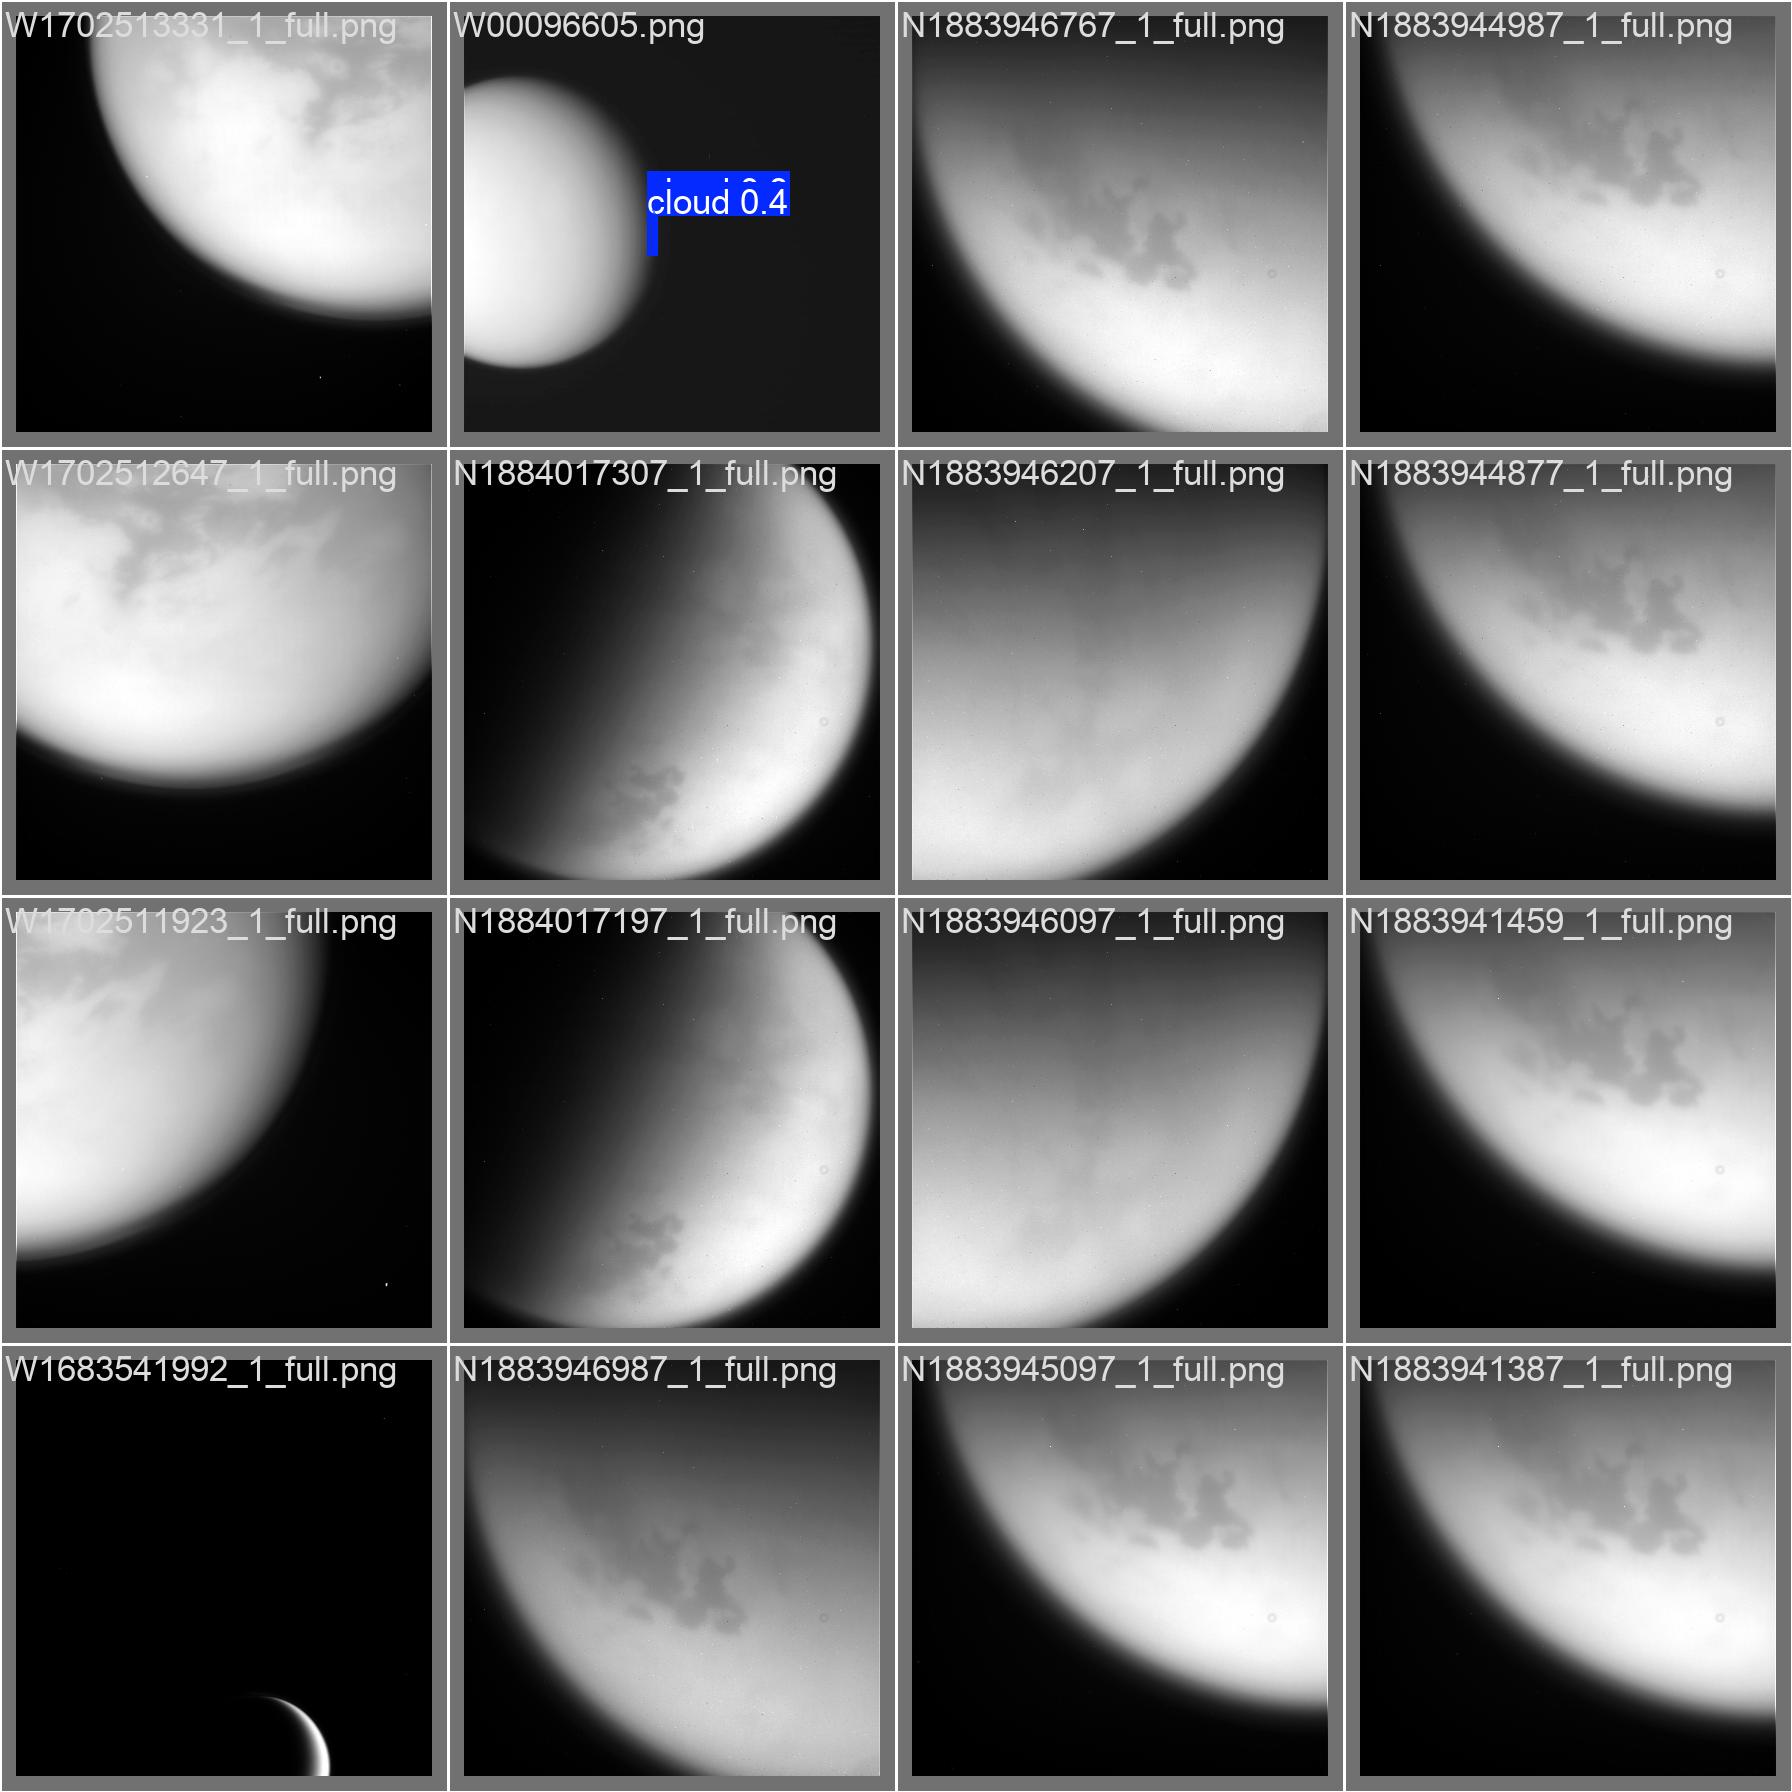 W1702513331_1_full.png
W00096605.png
N1883946767_1_full.png
N1883944987_1_full.png
cloud 0.4
W1702512647_1_full.png
N1884017307_1_full.png
N1883946207_1_full.png
N1883944877_1_full.png
W1702511923_1_full.png
N1884017197_1_full.png
N1883946097_1_full.png
N1883941459_1_full.png
W1683541992_1_full.png
N1883946987_1_full.png
N1883945097_1_full.png
N1883941387_1_full.png